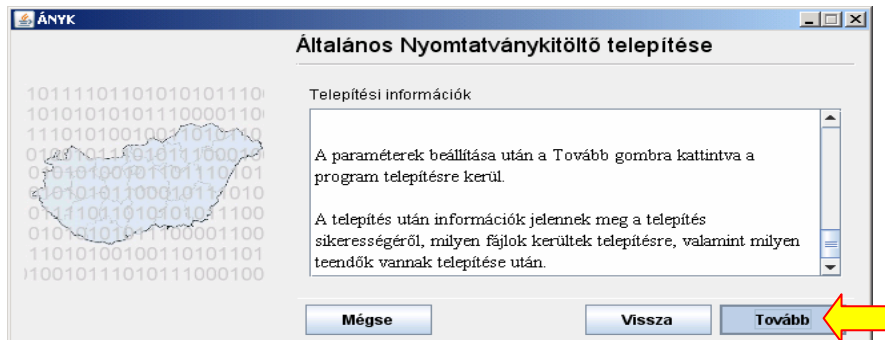 ÁNYK
Általános Nyomtatványkitöltő telepítése
Telepítési információk
A paraméterek beállítása után a Tovább gombra kattintva a
program telepítésre kerül.
A telepítés után információk jelennek meg a telepítés
sikerességéről, milyen fájlok kerültek telepítésre, valamint milyen
teendők vannak telepítése után.
Mégse
Vissza
Tovább